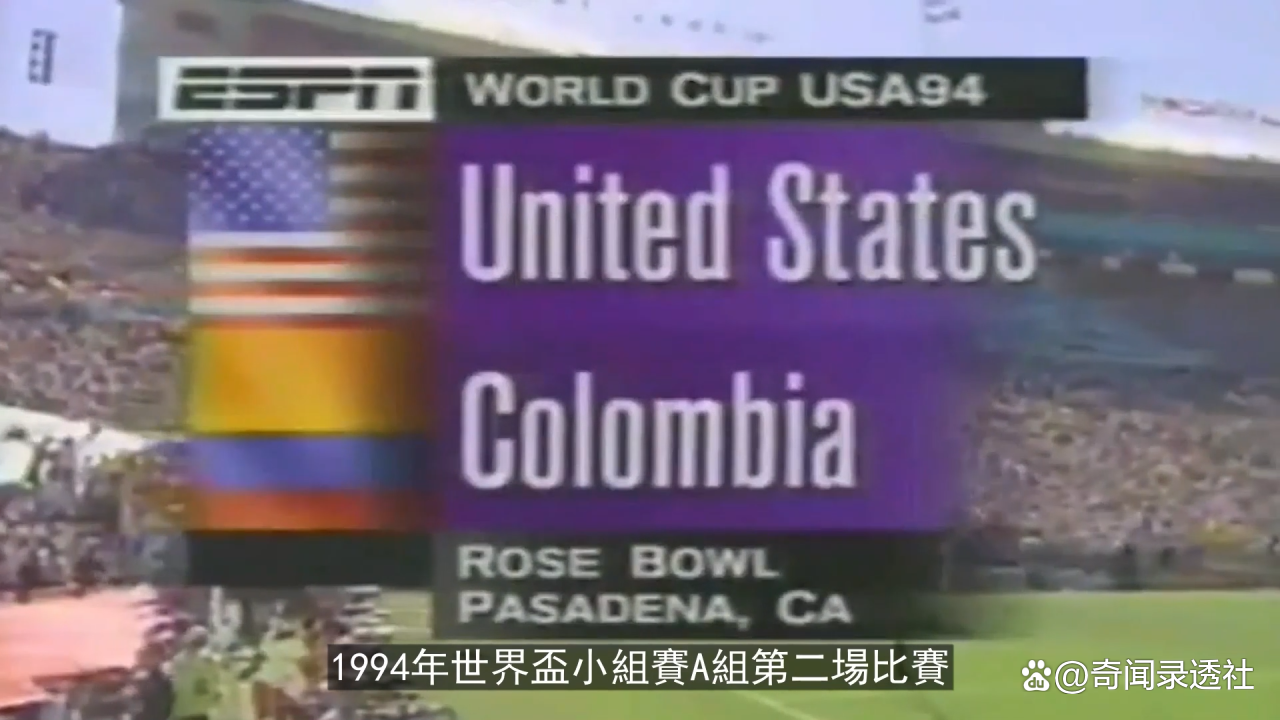 ESPN WORLD CUP USA94
United States
Colombia
ROSE BOWL
PASADENA, CA
1994年世界盃小組賽A組第二場比賽
@奇闻录透社